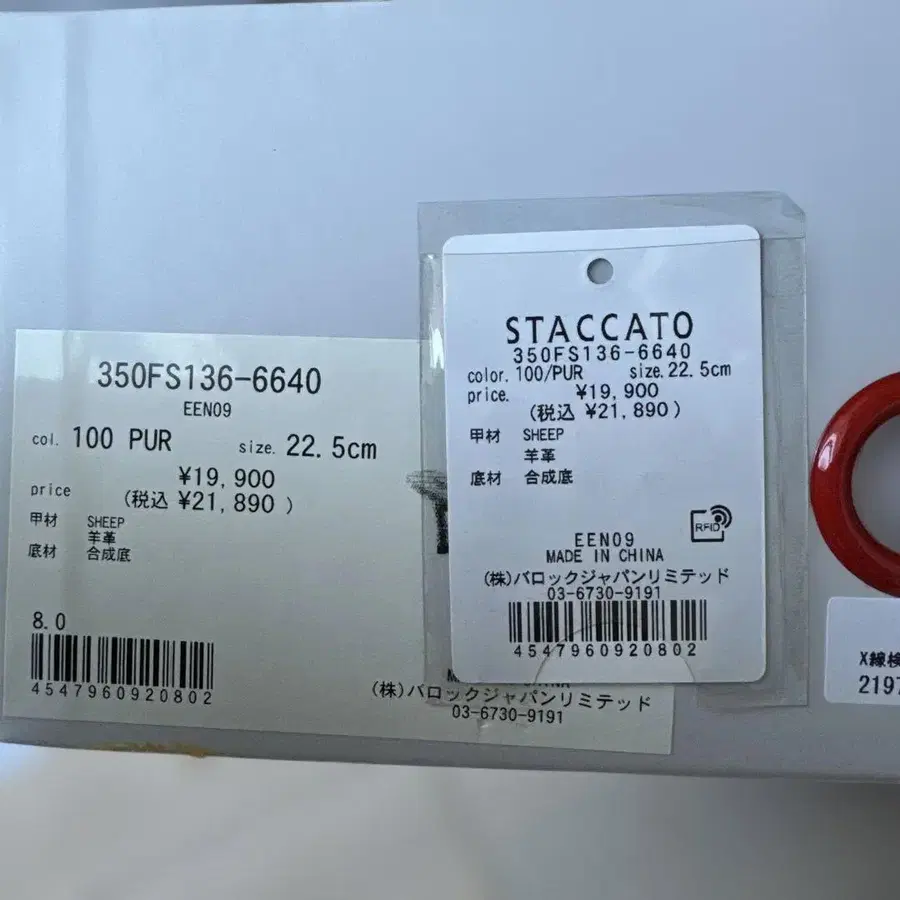 350FS136-6640
EEN09
col. 100 PUR size. 22.5cm
price ¥19,900
(税込 ¥21,890 )
甲材 SHEEP
羊革
底材 合成底
8.0
4547960920802
(株)バロックジャパンリミテッド
03-6730-9191
STACCATO
350FS136-6640
color. 100/PUR size. 22.5cm
price. ¥19,900
(税込 ¥21,890)
甲材 SHEEP
羊革
底材 合成底
RFID
EEN09
MADE IN CHINA
(株)バロックジャパンリミテッド
03-6730-9191
4547960920802
X線検
2197